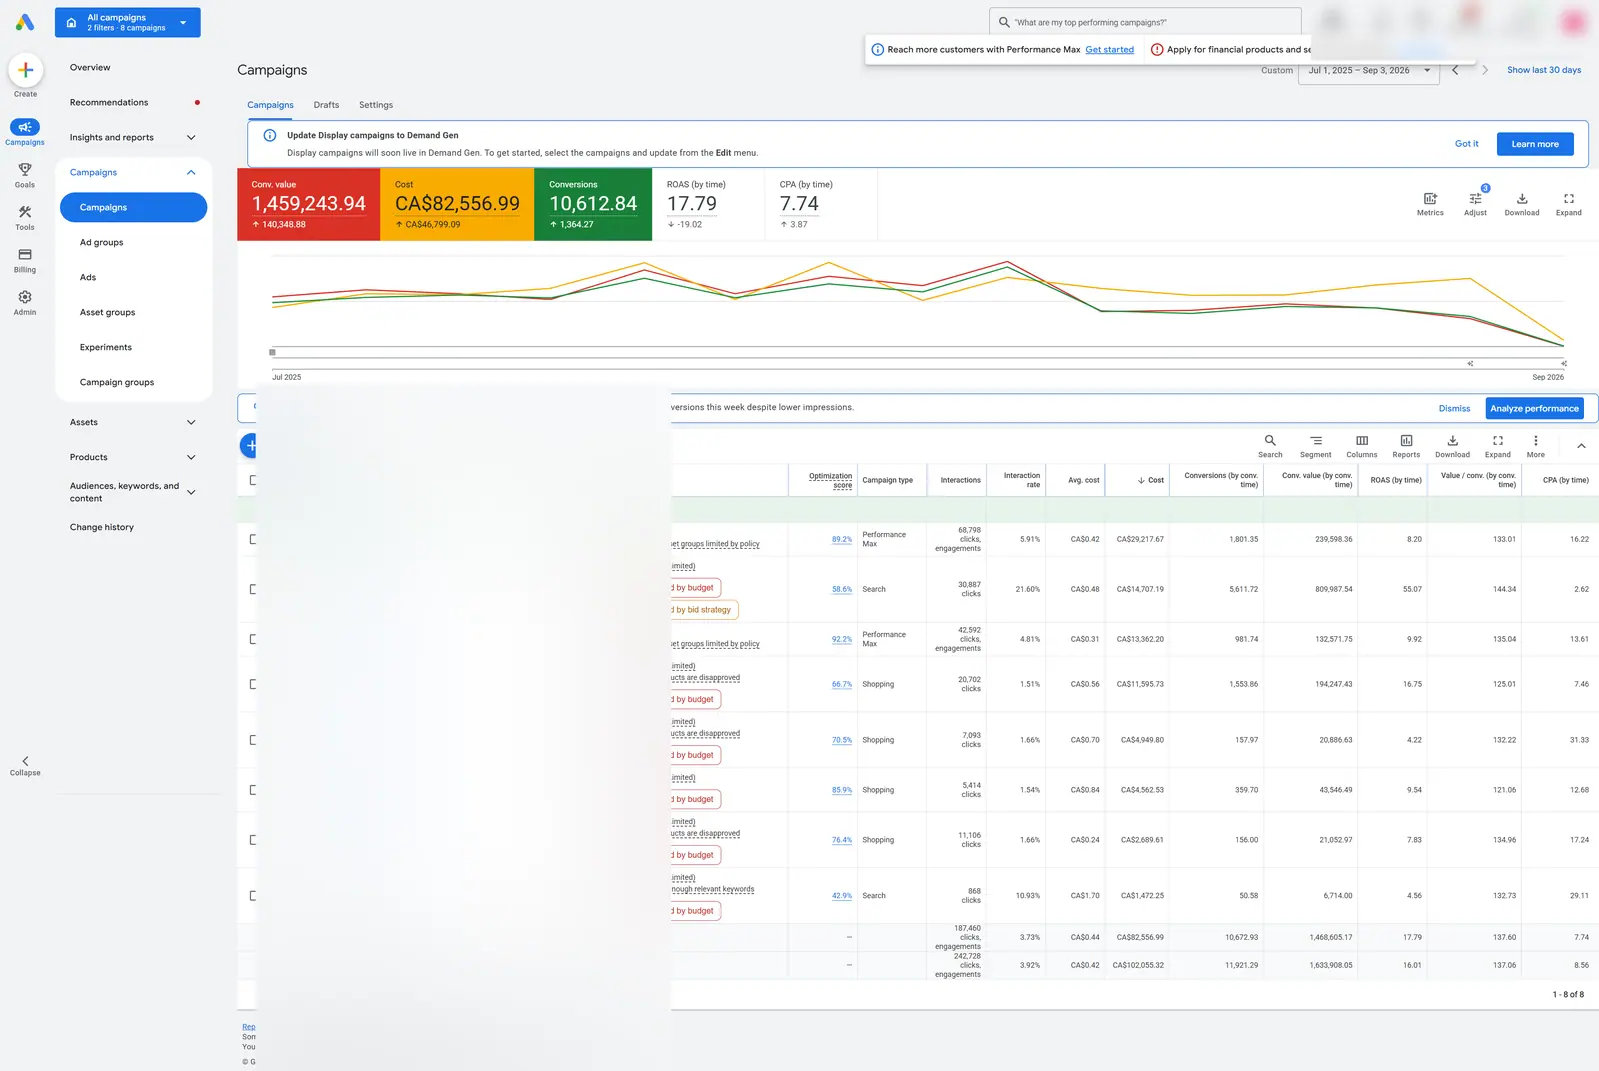 All campaigns
2 filters · 8 campaigns
"What are my top performing campaigns?"
Reach more customers with Performance Max Get started
Apply for financial products and se
Create
Campaigns
Goals
Tools
Billing
Admin
Collapse
Overview
Recommendations
Insights and reports
Campaigns
Campaigns
Ad groups
Ads
Asset groups
Experiments
Campaign groups
Assets
Products
Audiences, keywords, and
content
Change history
Campaigns
Custom
Jul 1, 2025 – Sep 3, 2026
Show last 30 days
Campaigns
Drafts
Settings
Update Display campaigns to Demand Gen
Display campaigns will soon live in Demand Gen. To get started, select the campaigns and update from the Edit menu.
Got it
Learn more
Conv. value
1,459,243.94
↑ 140,348.88
Cost
CA$82,556.99
↑ CA$46,799.09
Conversions
10,612.84
↑ 1,364.27
ROAS (by time)
17.79
↓ -19.02
CPA (by time)
7.74
↑ 3.87
Metrics
3
Adjust
Download
Expand
Jul 2025
Sep 2026
versions this week despite lower impressions.
Dismiss
Analyze performance
Search
Segment
Columns
Reports
Download
Expand
More
Optimization score
Campaign type
Interactions
Interaction rate
Avg. cost
↓ Cost
Conversions (by conv. time)
Conv. value (by conv. time)
ROAS (by time)
Value / conv. (by conv. time)
CPA (by time)
set groups limited by policy
89.2% Performance Max 68,798 clicks, engagements 5.91% CA$0.42 CA$29,217.67 1,801.35 239,598.36 8.20 133.01 16.22
imited)
d by budget
d by bid strategy
58.6% Search 30,887 clicks 21.60% CA$0.48 CA$14,707.19 5,611.72 809,987.54 55.07 144.34 2.62
set groups limited by policy
92.2% Performance Max 42,592 clicks, engagements 4.81% CA$0.31 CA$13,362.20 981.74 132,571.75 9.92 135.04 13.61
imited)
ucts are disapproved
d by budget
66.7% Shopping 20,702 clicks 1.51% CA$0.56 CA$11,595.73 1,553.86 194,247.43 16.75 125.01 7.46
imited)
ucts are disapproved
d by budget
70.5% Shopping 7,093 clicks 1.66% CA$0.70 CA$4,949.80 157.97 20,886.63 4.22 132.22 31.33
imited)
d by budget
85.9% Shopping 5,414 clicks 1.54% CA$0.84 CA$4,562.53 359.70 43,546.49 9.54 121.06 12.68
imited)
ucts are disapproved
d by budget
76.4% Shopping 11,106 clicks 1.66% CA$0.24 CA$2,689.61 156.00 21,052.97 7.83 134.96 17.24
imited)
nough relevant keywords
d by budget
42.9% Search 868 clicks 10.93% CA$1.70 CA$1,472.25 50.58 6,714.00 4.56 132.73 29.11
– 187,460 clicks, engagements 3.73% CA$0.44 CA$82,556.99 10,672.93 1,468,605.17 17.79 137.60 7.74
– 242,728 clicks, engagements 3.92% CA$0.42 CA$102,055.32 11,921.29 1,633,908.05 16.01 137.06 8.56
1 - 8 of 8
Rep
Som
You
© G